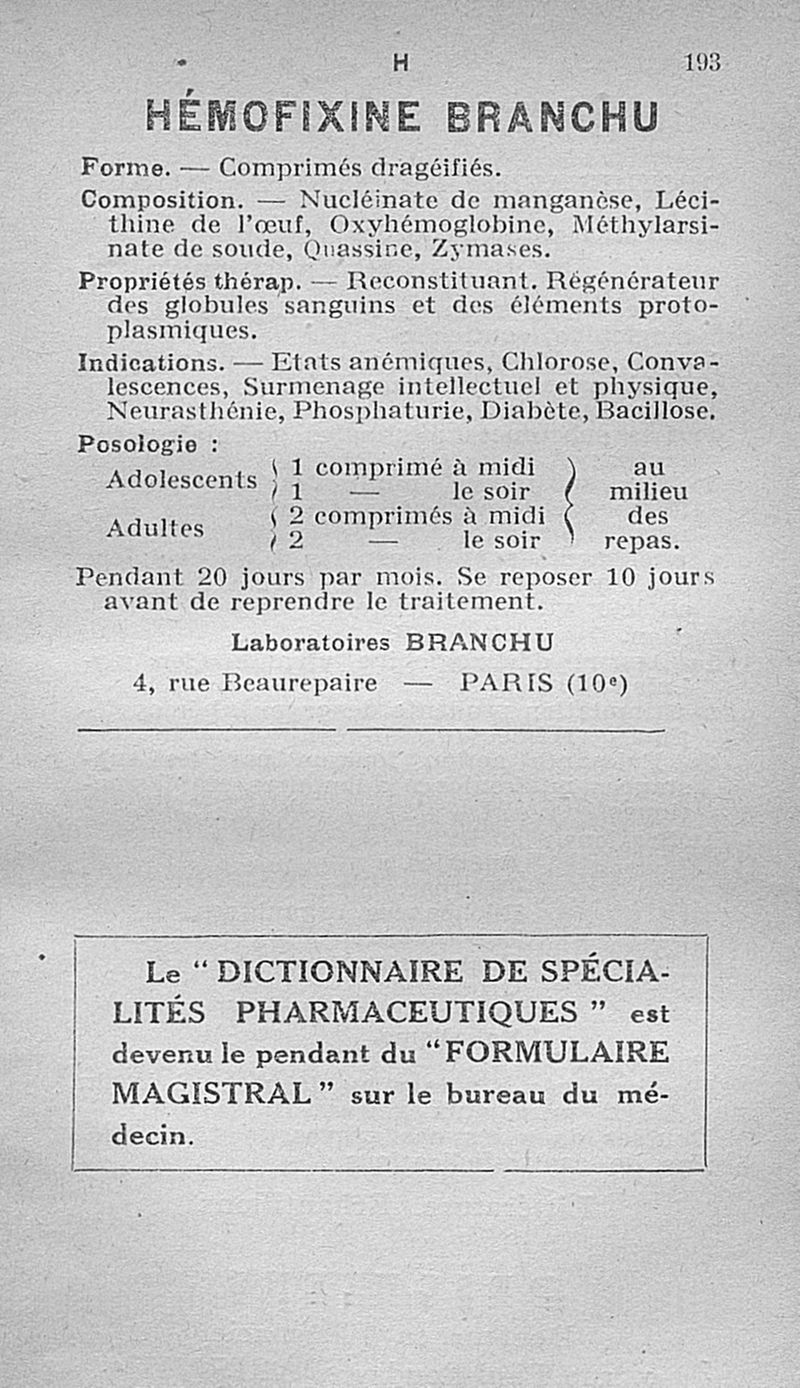 H 193
HÉMOFIXINE BRANCHU
Forme. — Comprimés dragéifiés.
Composition. — Nucléinate de manganèse, Léci-
thine de l'œuf, Oxyhémoglobine, Méthylarsi-
nate de soude, Quassine, Zymases.
Propriétés thérap. — Reconstituant. Régénérateur
des globules sanguins et des éléments proto-
plasmiques.
Indications. — Etats anémiques, Chlorose, Conva-
lescences, Surmenage intellectuel et physique,
Neurasthénie, Phosphaturie, Diabète, Bacillose.
Posologie :
Adolescents { 1 comprimé à midi } au
{ 1 — le soir } milieu
Adultes { 2 comprimés à midi } des
{ 2 — le soir } repas.
Pendant 20 jours par mois. Se reposer 10 jours
avant de reprendre le traitement.
Laboratoires BRANCHU
4, rue Beaurepaire — PARIS (10e)
Le “ DICTIONNAIRE DE SPÉCIA-
LITÉS PHARMACEUTIQUES ” est
devenu le pendant du “ FORMULAIRE
MAGISTRAL ” sur le bureau du mé-
decin.